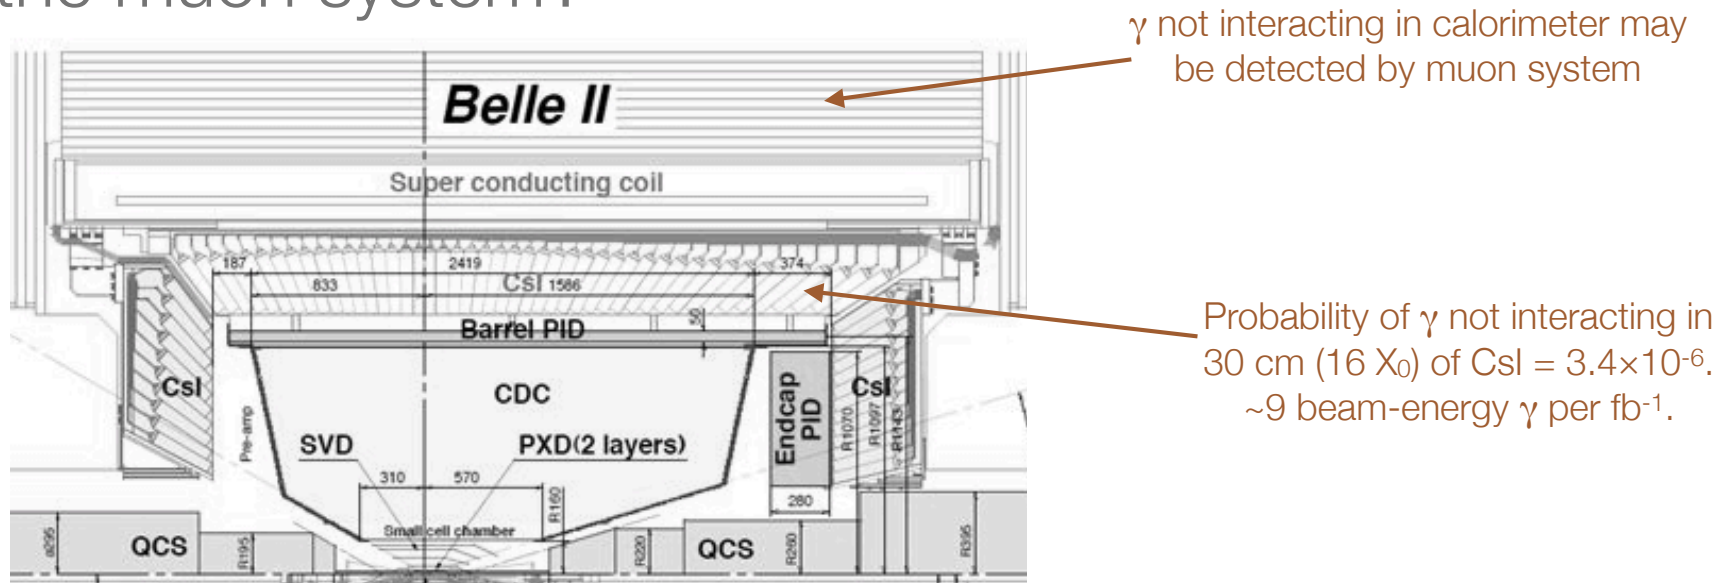 the muon system.
γ not interacting in calorimeter may
be detected by muon system
Belle II
Super conducting coil
187
2419
374
833
CsI 1586
50
Barrel PID
CsI
CDC
Endcap
PID
CsI
R1070
R1097
R1143
Probability of γ not interacting in
30 cm (16 X₀) of CsI = 3.4×10⁻⁶.
~9 beam-energy γ per fb⁻¹.
Pre-amp
SVD
PXD(2 layers)
310
570
R160
280
Small cell chamber
ø295
QCS
R195
R220
QCS
R260
R395